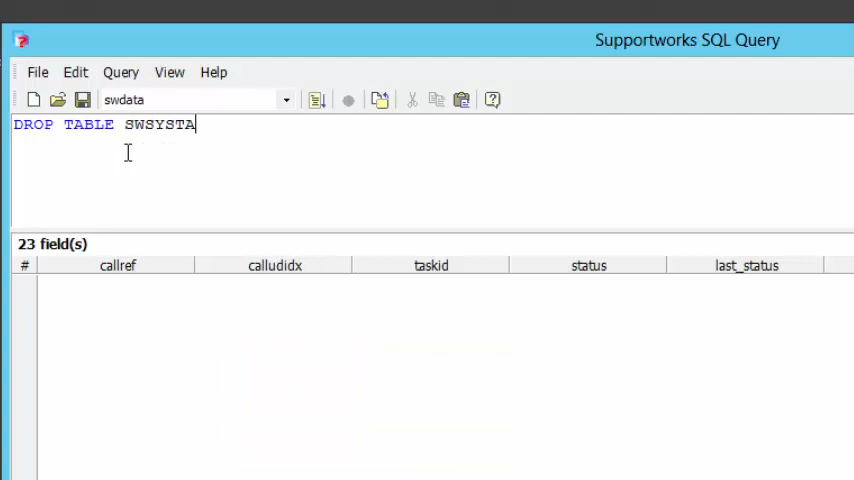 Supportworks SQL Query
File Edit Query View Help
swdata
DROP TABLE SWSYSTA
23 field(s)
# callref calludidx taskid status last_status